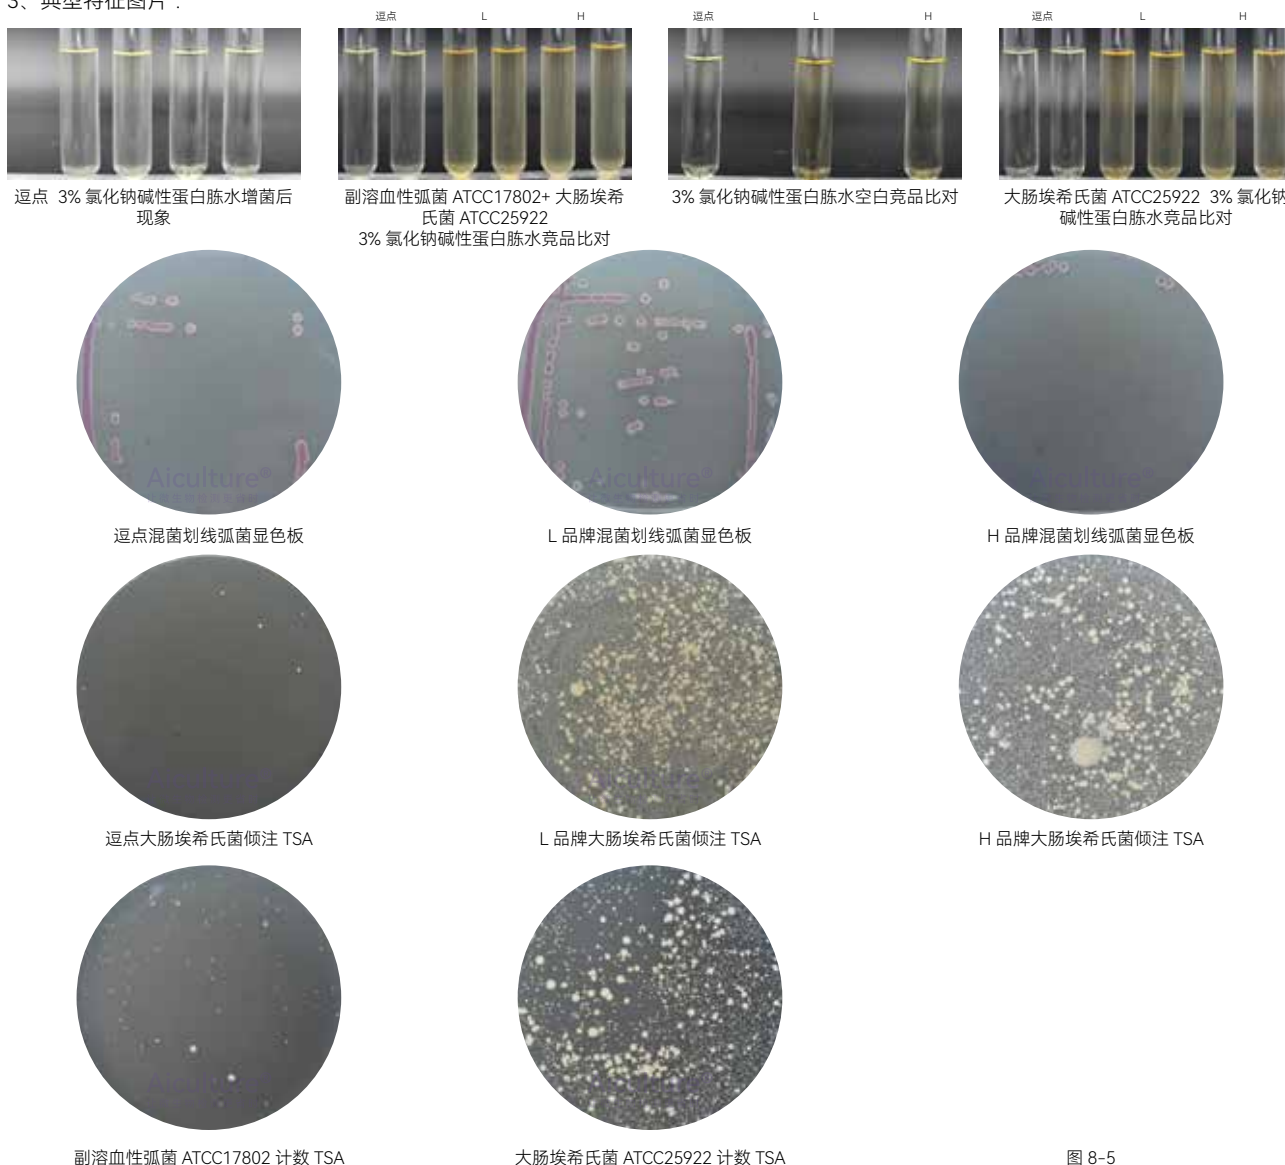 3、典型特征图片：
逗点 L H
逗点 L H
逗点 L H
逗点 3% 氯化钠碱性蛋白胨水增菌后
现象
副溶血性弧菌 ATCC17802+ 大肠埃希
氏菌 ATCC25922
3% 氯化钠碱性蛋白胨水竞品比对
3% 氯化钠碱性蛋白胨水空白竞品比对
大肠埃希氏菌 ATCC25922 3% 氯化钠
碱性蛋白胨水竞品比对
Aiculture®
Aiculture®
Aiculture®
逗点混菌划线弧菌显色板
L 品牌混菌划线弧菌显色板
H 品牌混菌划线弧菌显色板
Aiculture®
逗点大肠埃希氏菌倾注 TSA
L 品牌大肠埃希氏菌倾注 TSA
H 品牌大肠埃希氏菌倾注 TSA
Aiculture®
副溶血性弧菌 ATCC17802 计数 TSA
大肠埃希氏菌 ATCC25922 计数 TSA
图 8-5